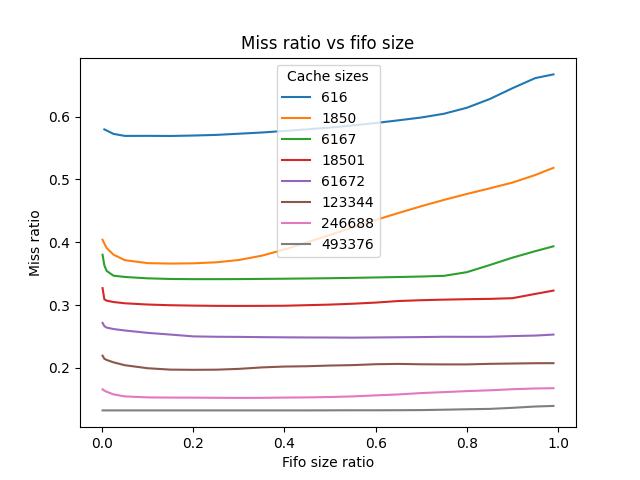 Miss ratio vs fifo size
Cache sizes
616
1850
6167
18501
61672
123344
246688
493376
Miss ratio
0.6
0.5
0.4
0.3
0.2
0.0 0.2 0.4 0.6 0.8 1.0
Fifo size ratio